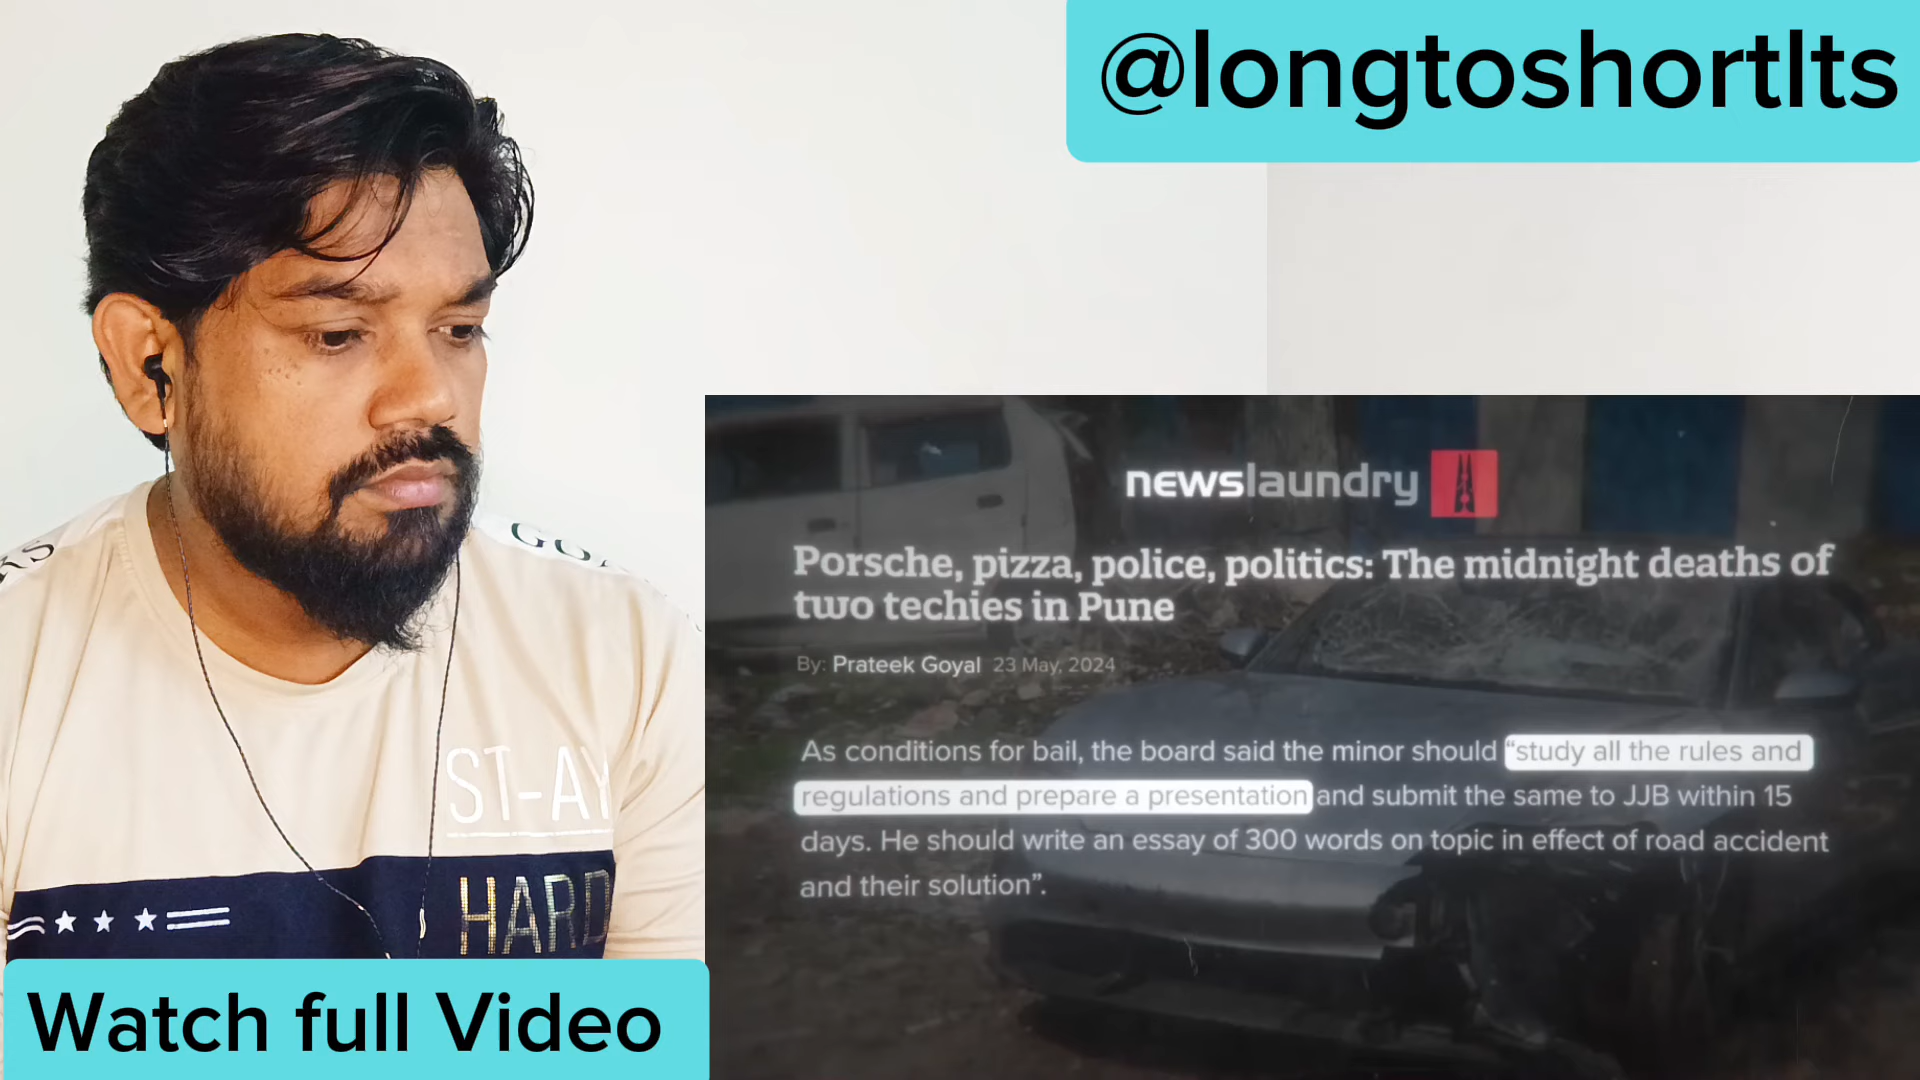 @longtoshortlts
newslaundry
Porsche, pizza, police, politics: The midnight deaths of
two techies in Pune
By: Prateek Goyal 23 May, 2024
As conditions for bail, the board said the minor should “study all the rules and
regulations and prepare a presentation and submit the same to JJB within 15
days. He should write an essay of 300 words on topic in effect of road accident
and their solution”.
GO
ST-AY
HARD
Watch full Video